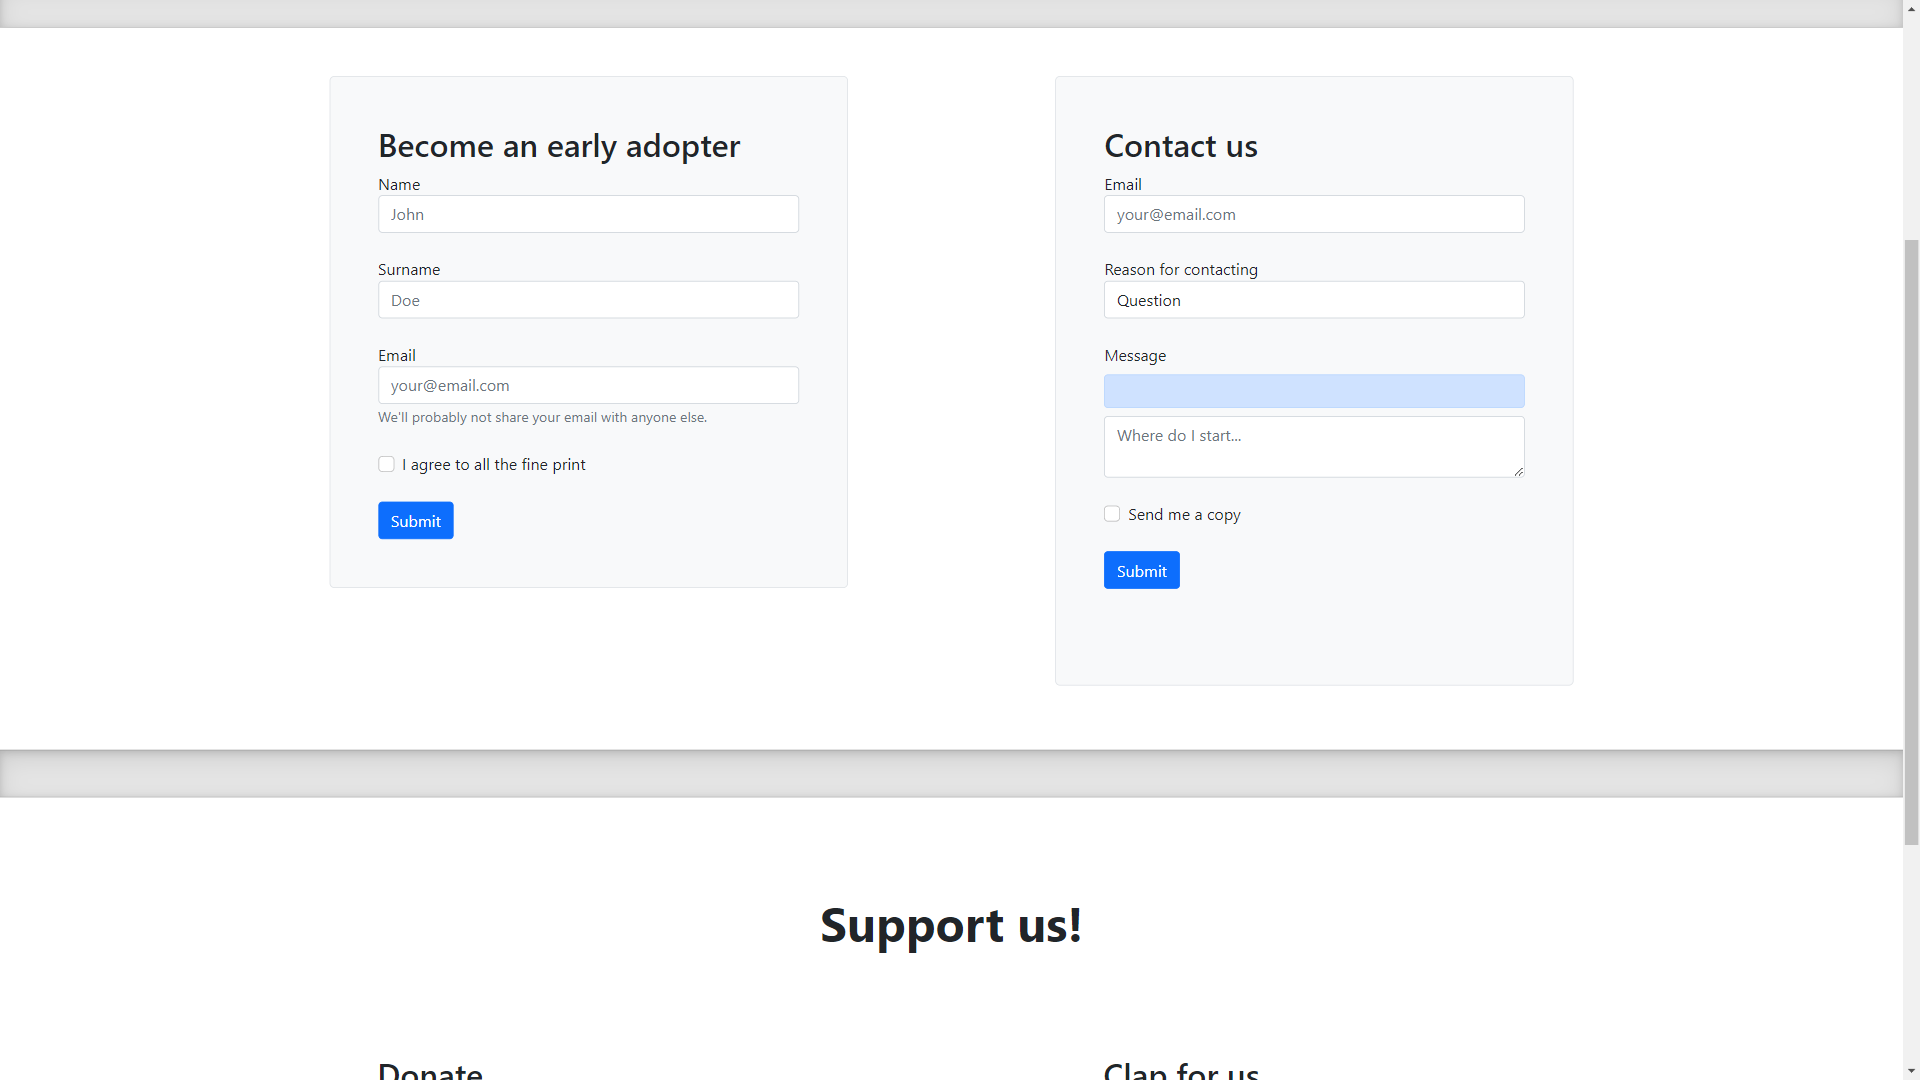 Become an early adopter
Name
John
Surname
Doe
Email
your@email.com
We'll probably not share your email with anyone else.
I agree to all the fine print
Submit
Contact us
Email
your@email.com
Reason for contacting
Question
Message
Where do I start...
Send me a copy
Submit
Support us!
Donate
Clap for us